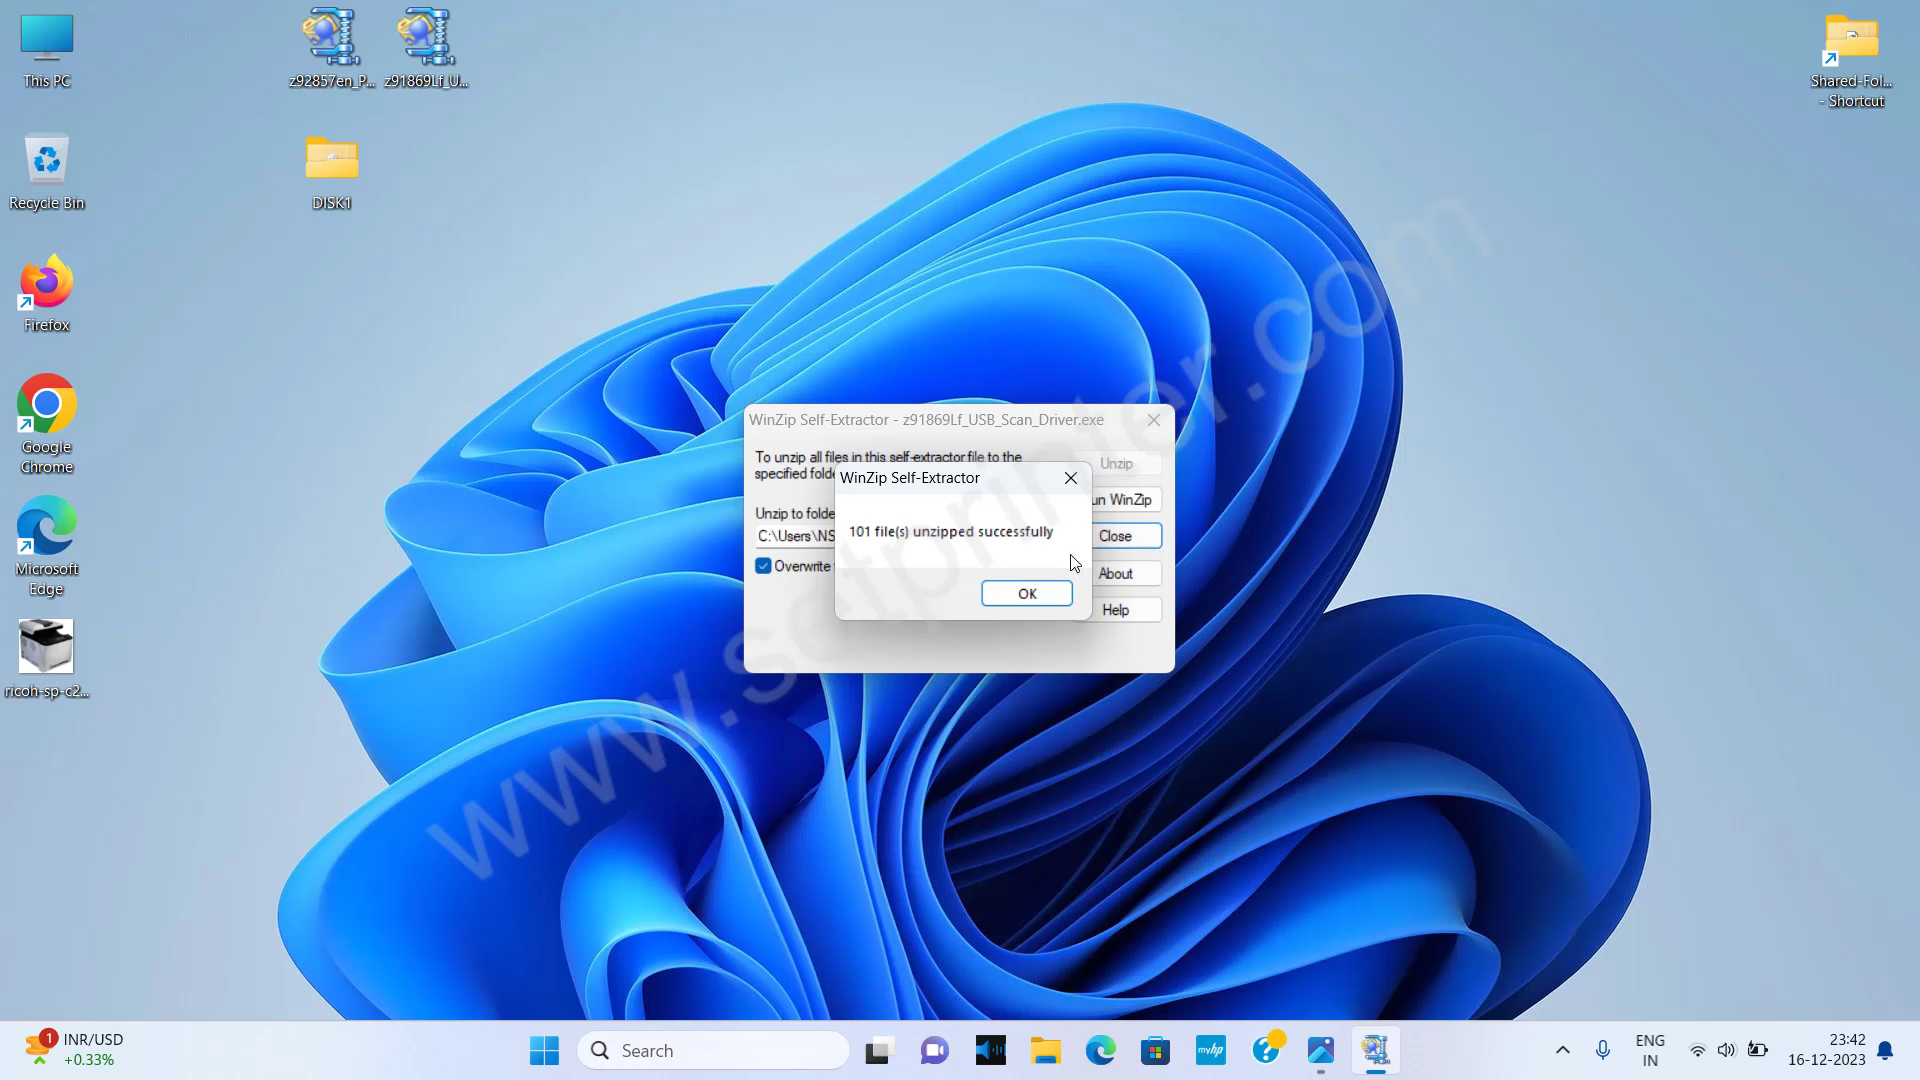 This PC
z92857en_P...
z91869Lf_U...
Shared-Fol...
- Shortcut
Recycle Bin
DISK1
Firefox
Google
Chrome
Microsoft
Edge
ricoh-sp-c2...
WinZip Self-Extractor - z91869Lf_USB_Scan_Driver.exe
To unzip all files in this self-extractor file to the
specified folde
Unzip
WinZip Self-Extractor
un WinZip
Unzip to folde
C:\Users\NS
101 file(s) unzipped successfully
Close
Overwrite
About
OK
Help
www.setprinter.com
1
INR/USD
+0.33%
Search
myhp
ENG
IN
23:42
16-12-2023